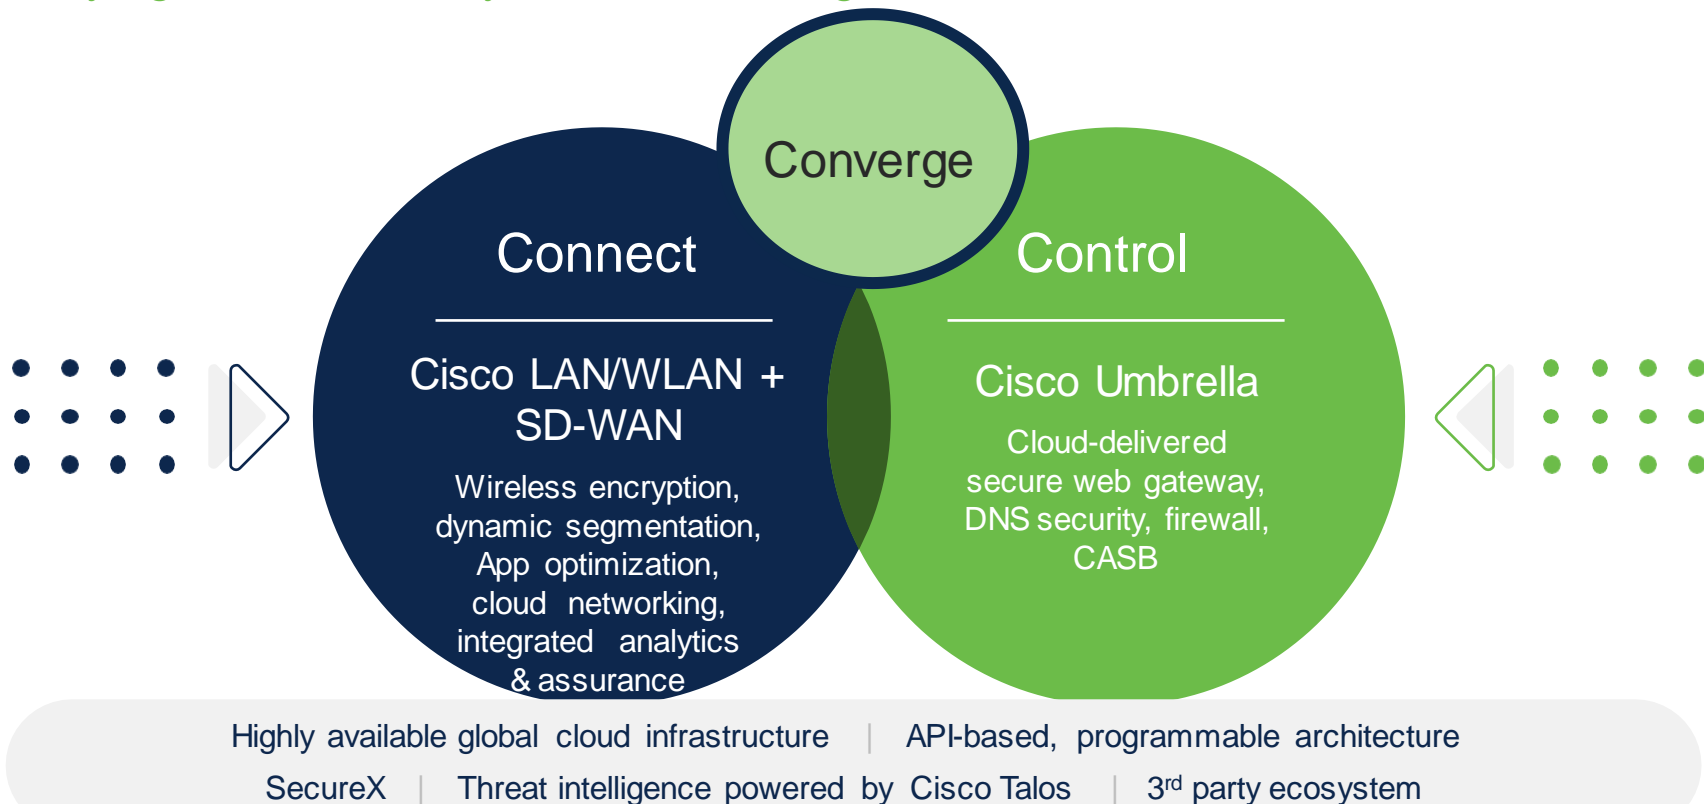 Converge
Connect
Control
Cisco LAN/WLAN +
SD-WAN
Wireless encryption,
dynamic segmentation,
App optimization,
cloud networking,
integrated analytics
& assurance
Cisco Umbrella
Cloud-delivered
secure web gateway,
DNS security, firewall,
CASB
Highly available global cloud infrastructure | API-based, programmable architecture
SecureX | Threat intelligence powered by Cisco Talos | 3rd party ecosystem